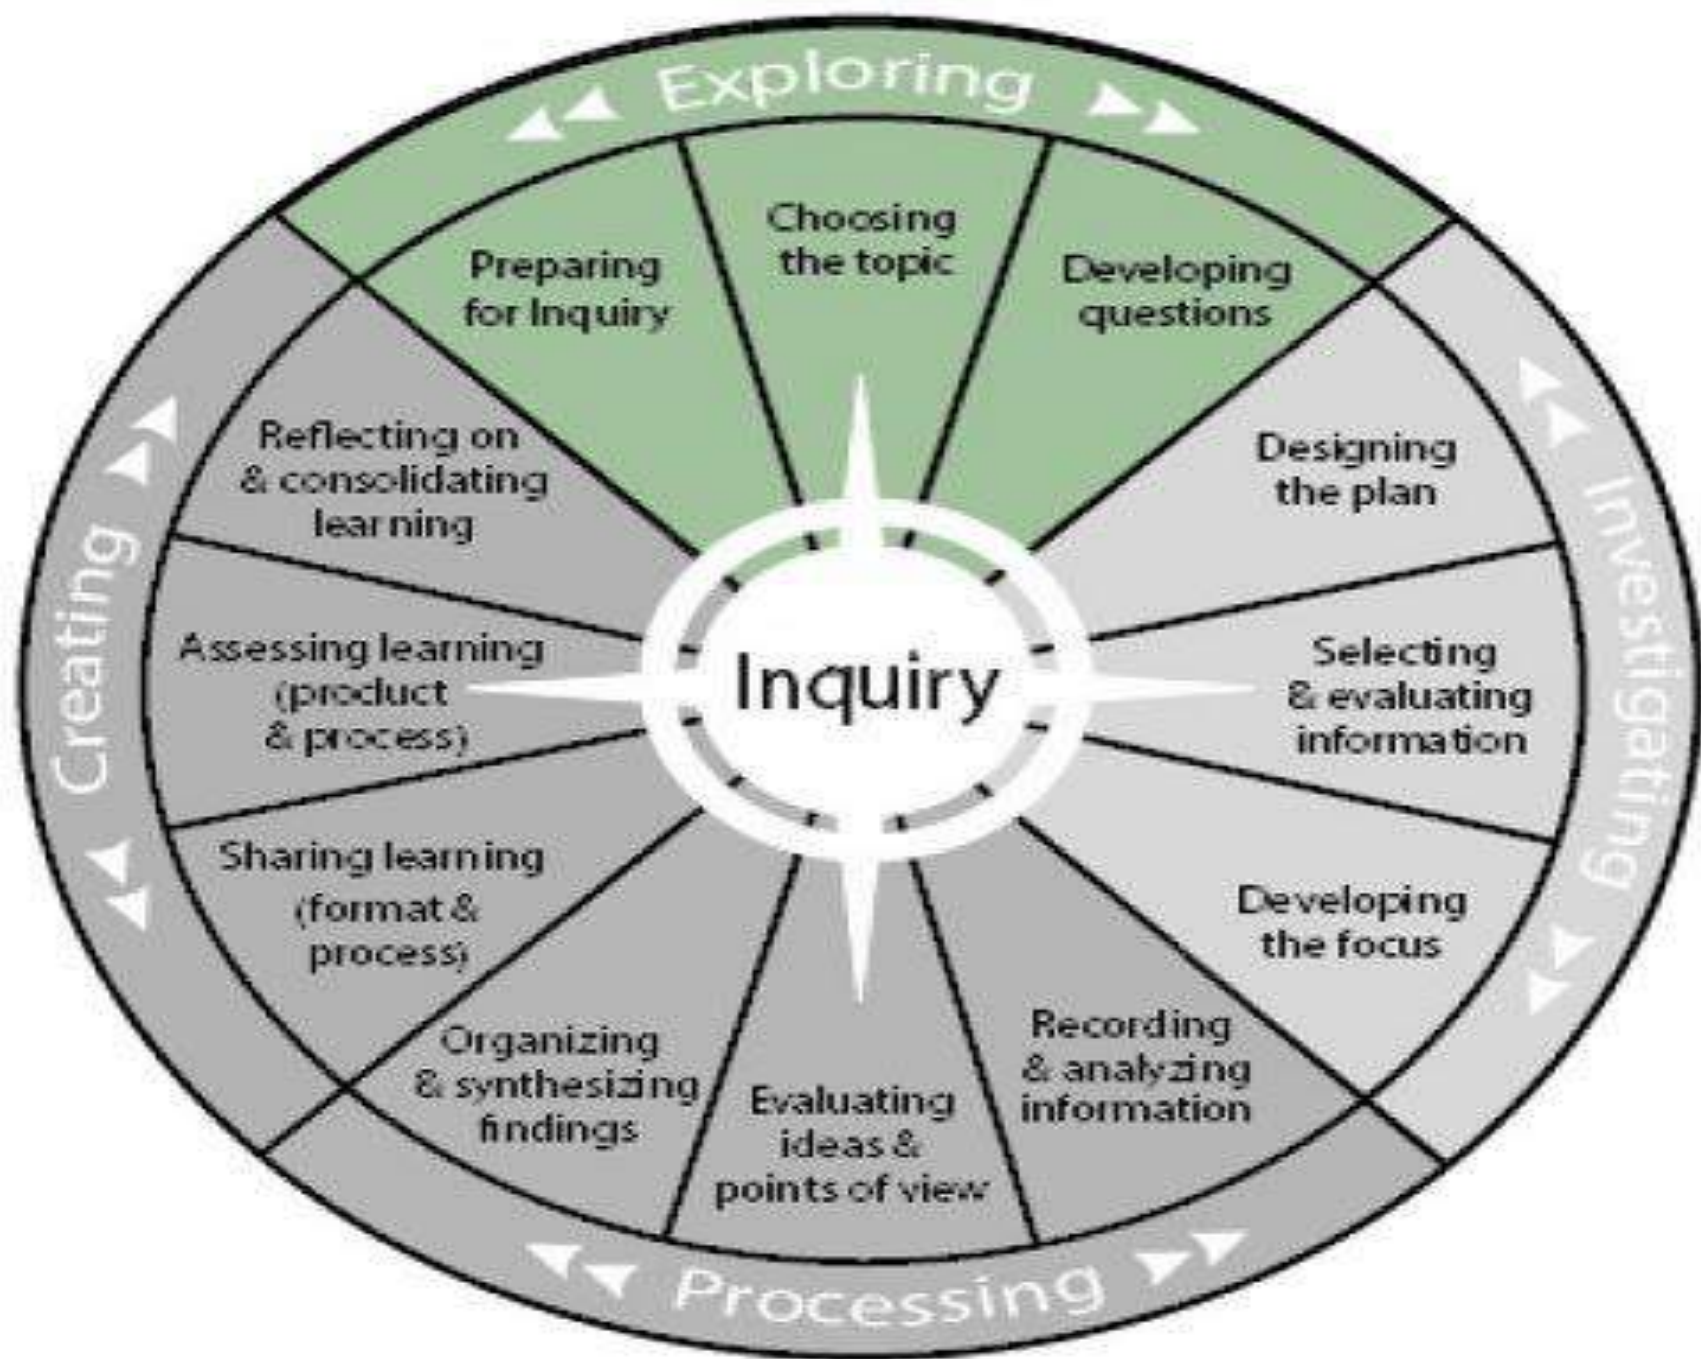 Exploring
Preparing
for Inquiry
Choosing
the topic
Developing
questions
Investigating
Designing
the plan
Selecting
& evaluating
information
Developing
the focus
Processing
Recording
& analyzing
information
Evaluating
ideas &
points of view
Organizing
& synthesizing
findings
Creating
Sharing learning
(format &
process)
Assessing learning
(product
& process)
Reflecting on
& consolidating
learning
Inquiry